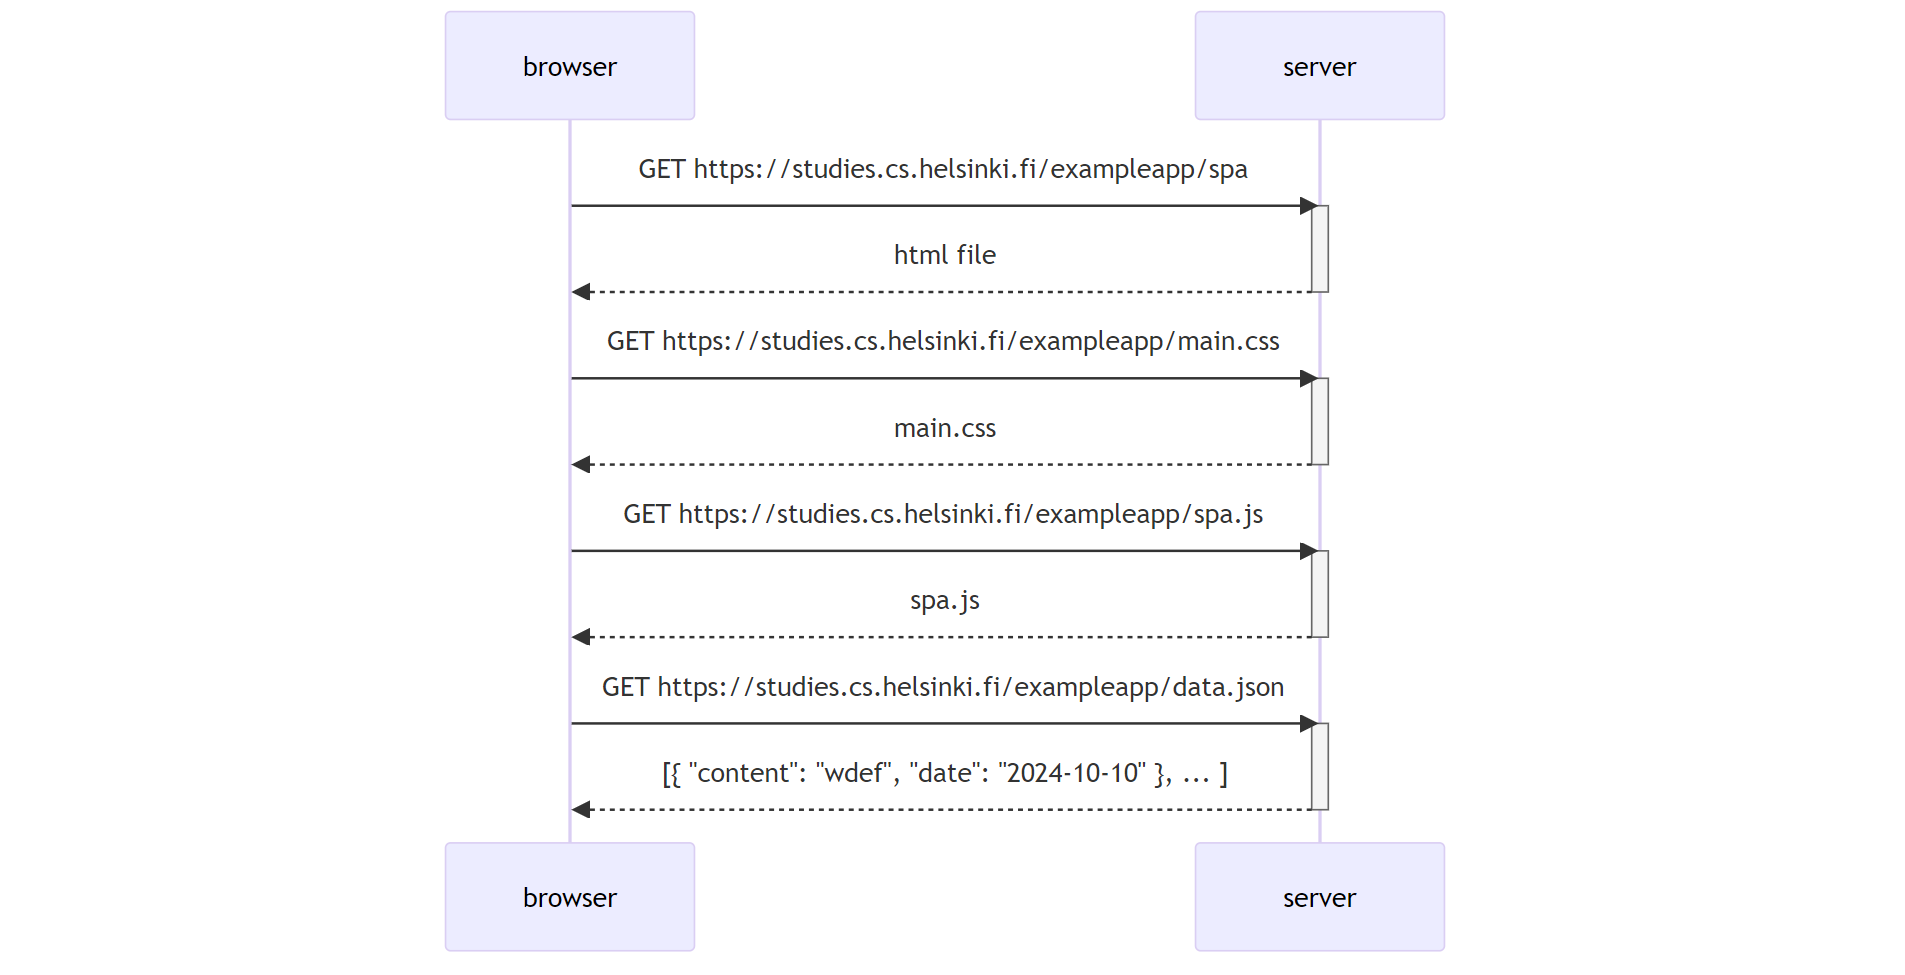 browser
server
GET https://studies.cs.helsinki.fi/exampleapp/spa
html file
GET https://studies.cs.helsinki.fi/exampleapp/main.css
main.css
GET https://studies.cs.helsinki.fi/exampleapp/spa.js
spa.js
GET https://studies.cs.helsinki.fi/exampleapp/data.json
[{ "content": "wdef", "date": "2024-10-10" }, ... ]
browser
server